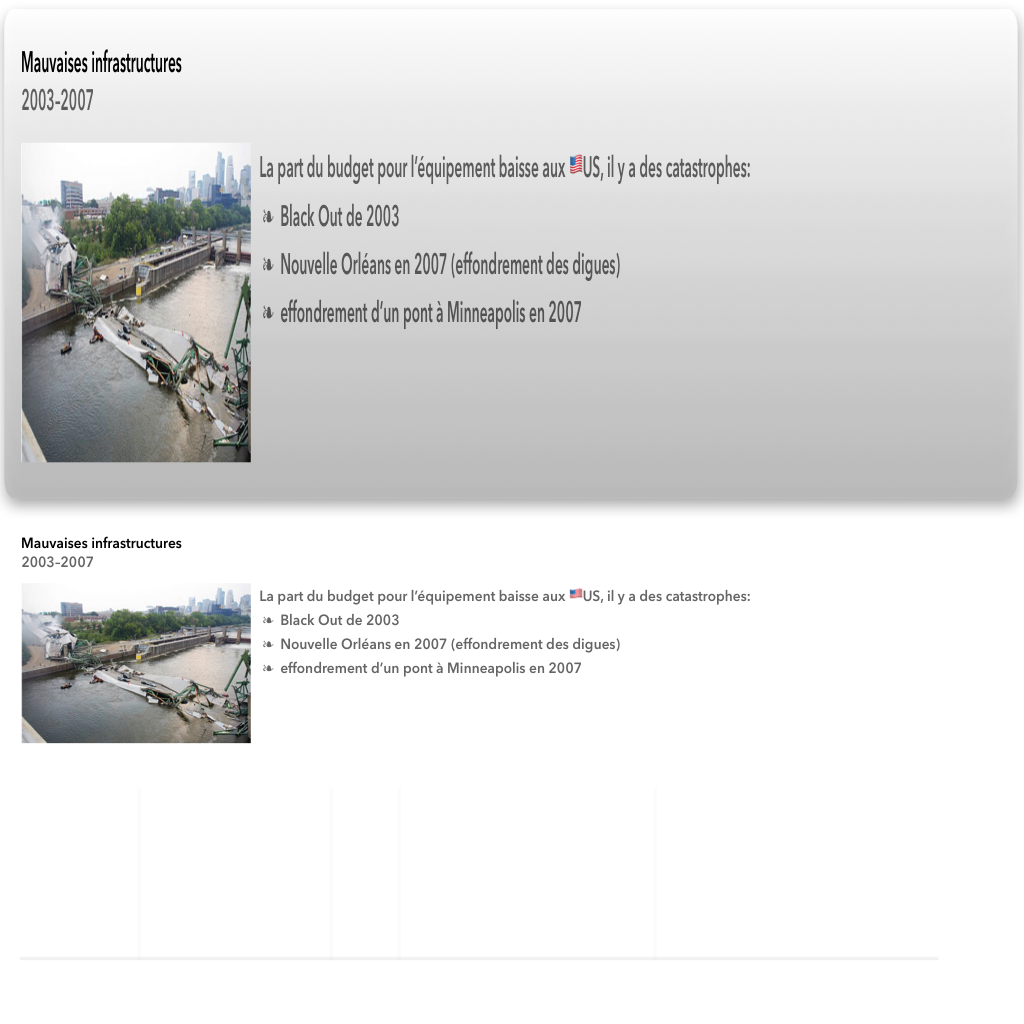 Mauvaises infrastructures
2003-2007
La part du budget pour l’équipement baisse aux 🇺🇸US, il y a des catastrophes:
❧ Black Out de 2003
❧ Nouvelle Orléans en 2007 (effondrement des digues)
❧ effondrement d’un pont à Minneapolis en 2007
Mauvaises infrastructures
2003-2007
La part du budget pour l’équipement baisse aux 🇺🇸US, il y a des catastrophes:
❧ Black Out de 2003
❧ Nouvelle Orléans en 2007 (effondrement des digues)
❧ effondrement d’un pont à Minneapolis en 2007